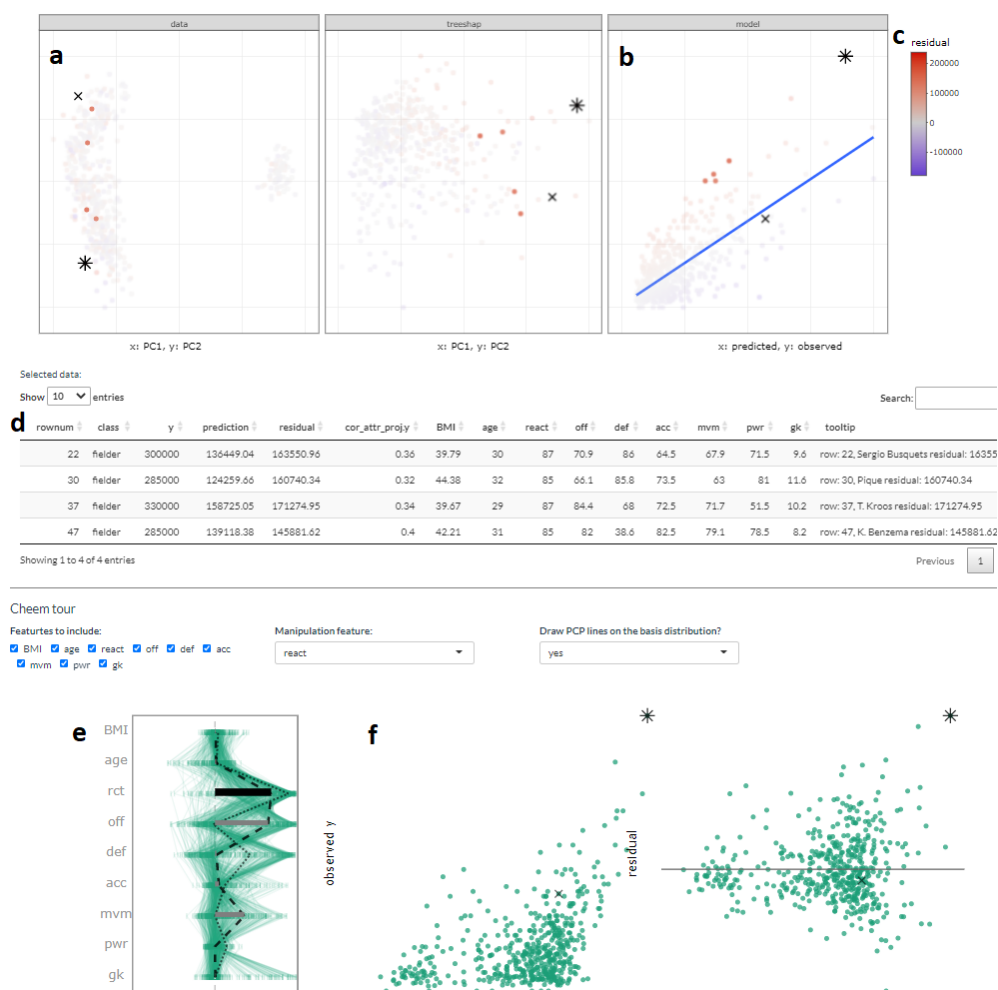 data
treeshap
model
a
b
c
residual
200000
100000
0
-100000
x: PC1, y: PC2
x: PC1, y: PC2
x: predicted, y: observed
Selected data:
Show 10 entries
Search:
d
rownum class y prediction residual cor_attr_proj.y BMI age react off def acc mvm pwr gk tooltip
22 fielder 300000 136449.04 163550.96 0.36 39.79 30 87 70.9 86 64.5 67.9 71.5 9.6 row: 22, Sergio Busquets residual: 16355
30 fielder 285000 124259.66 160740.34 0.32 44.38 32 85 66.1 85.8 73.5 63 81 11.6 row: 30, Pique residual: 160740.34
37 fielder 330000 158725.05 171274.95 0.34 39.67 29 87 84.4 68 72.5 71.7 51.5 10.2 row: 37, T. Kroos residual: 171274.95
47 fielder 285000 139118.38 145881.62 0.4 42.21 31 85 82 38.6 82.5 79.1 78.5 8.2 row: 47, K. Benzema residual: 145881.62
Showing 1 to 4 of 4 entries
Previous 1
Cheem tour
Featurtes to include:
BMI age react off def acc
mvm pwr gk
Manipulation feature:
react
Draw PCP lines on the basis distribution?
yes
e
BMI
age
rct
off
def
acc
mvm
pwr
gk
f
observed y
residual